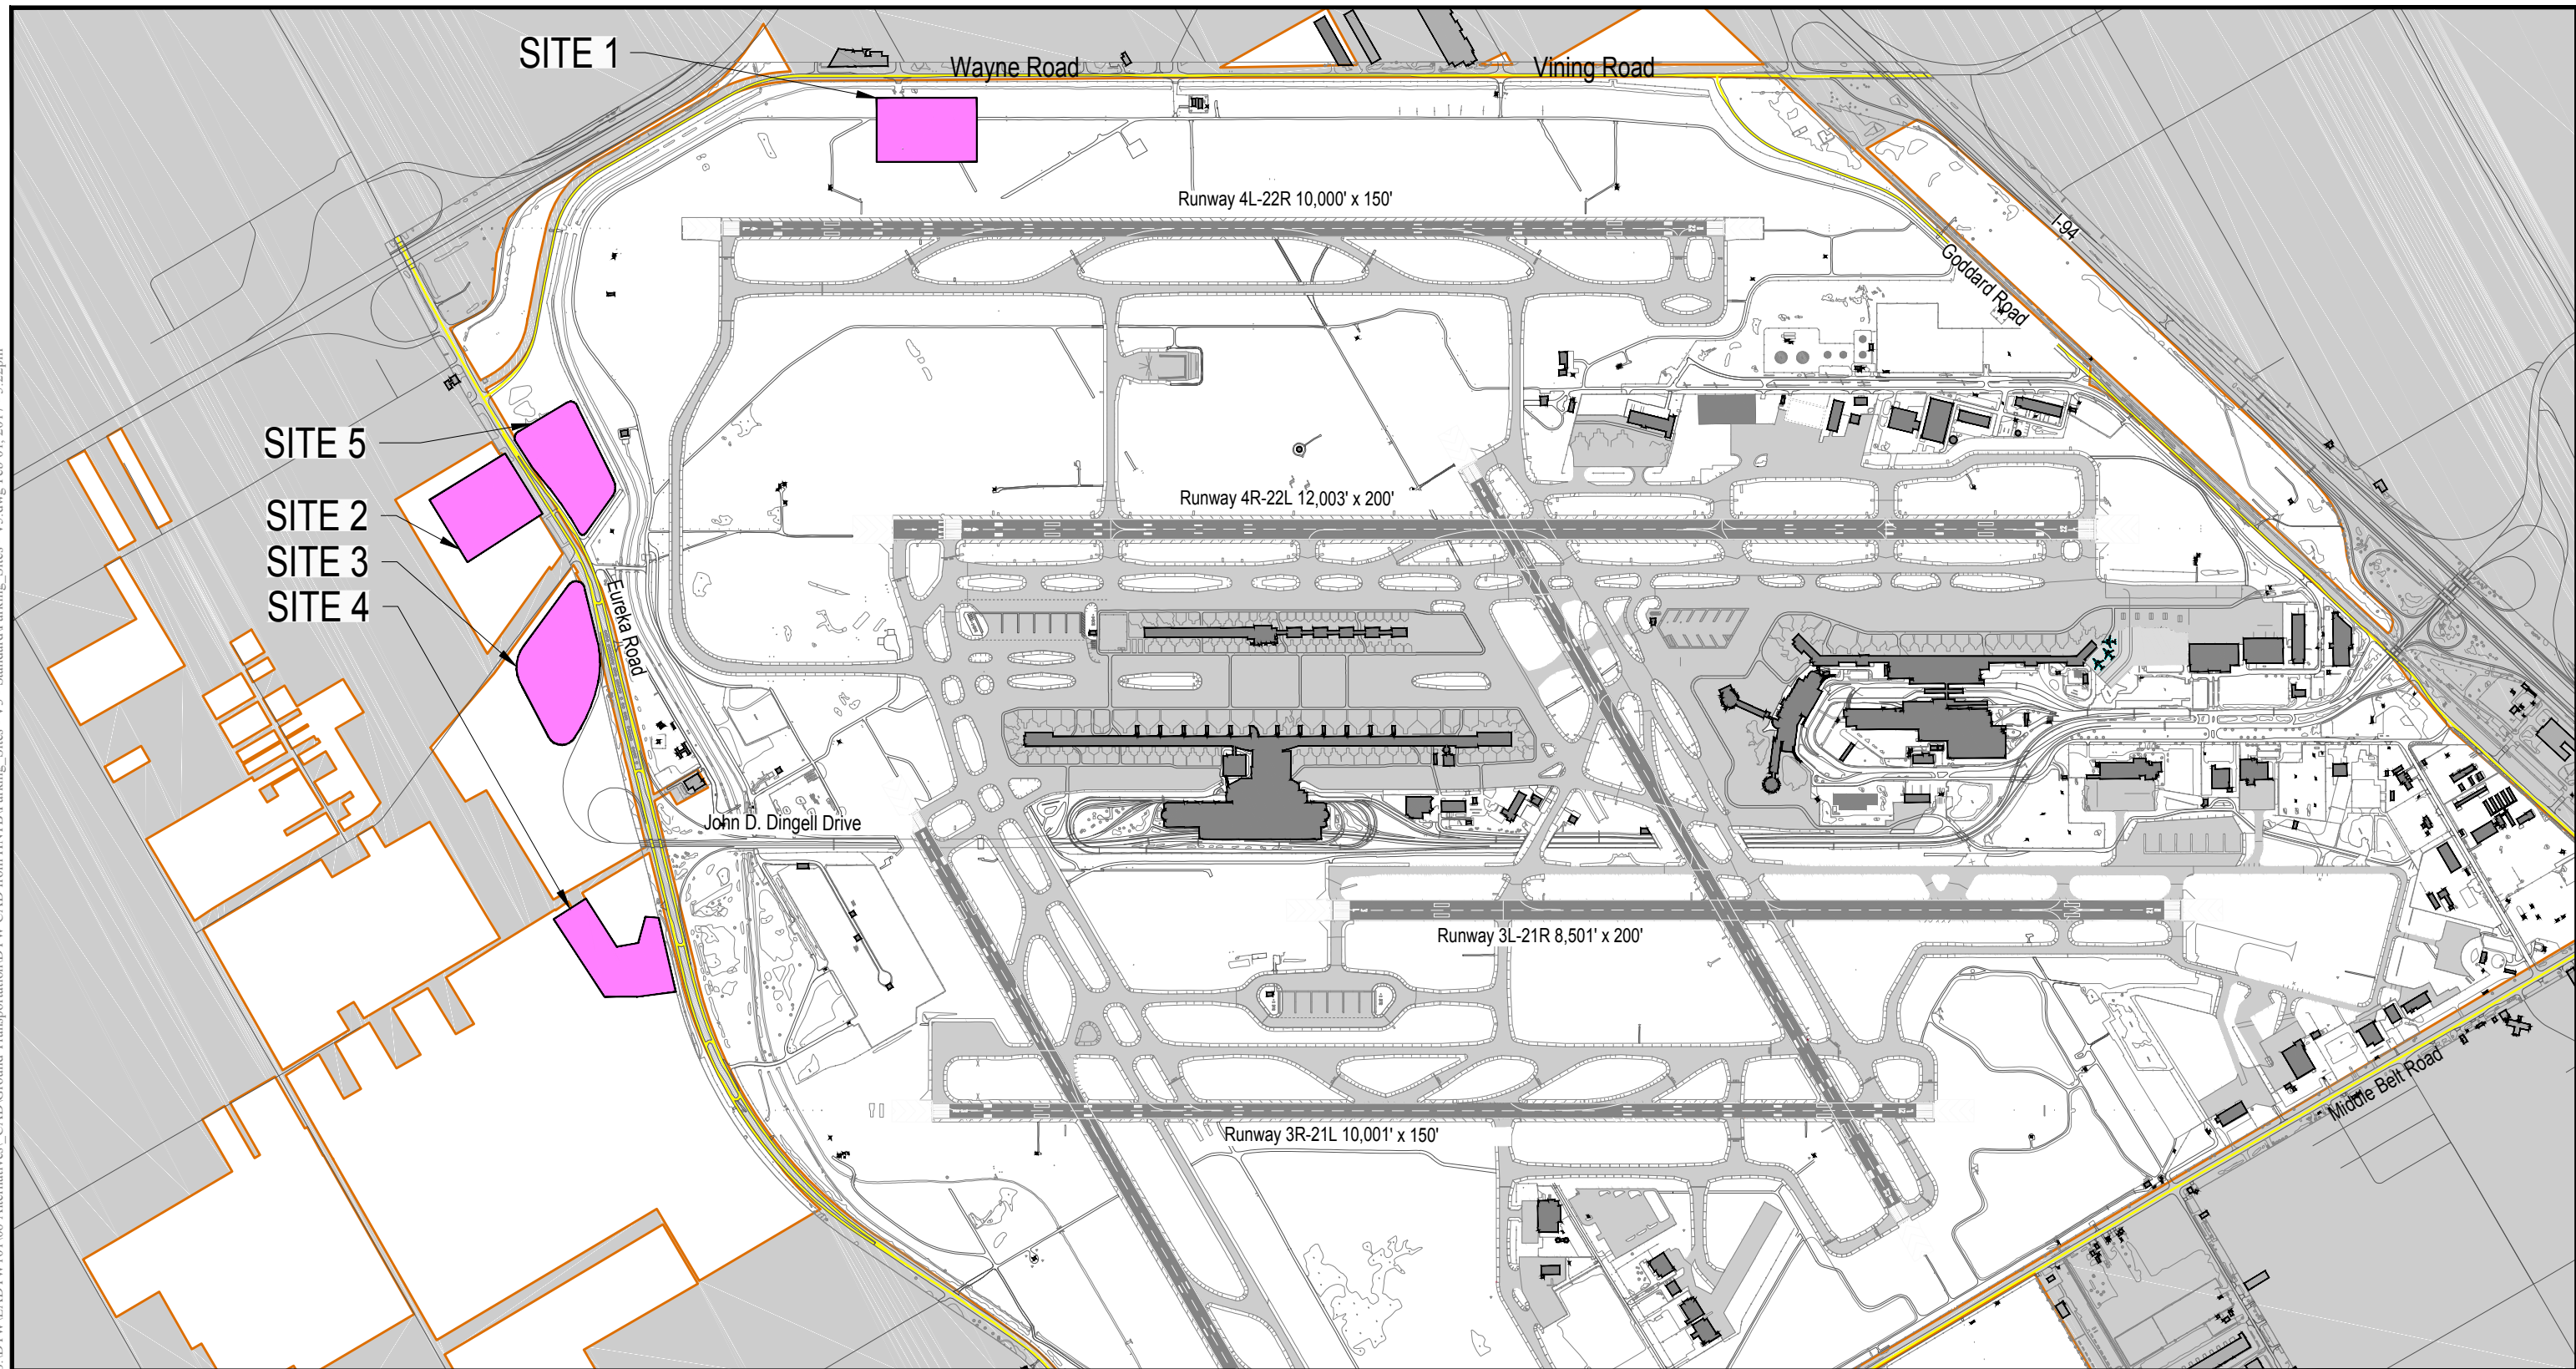 SITE 1
Wayne Road
Vining Road
Runway 4L-22R 10,000' x 150'
I-94
Goddard Road
SITE 5
SITE 2
SITE 3
SITE 4
Runway 4R-22L 12,003' x 200'
Eureka Road
John D. Dingell Drive
Runway 3L-21R 8,501' x 200'
Runway 3R-21L 10,001' x 150'
Middle Belt Road